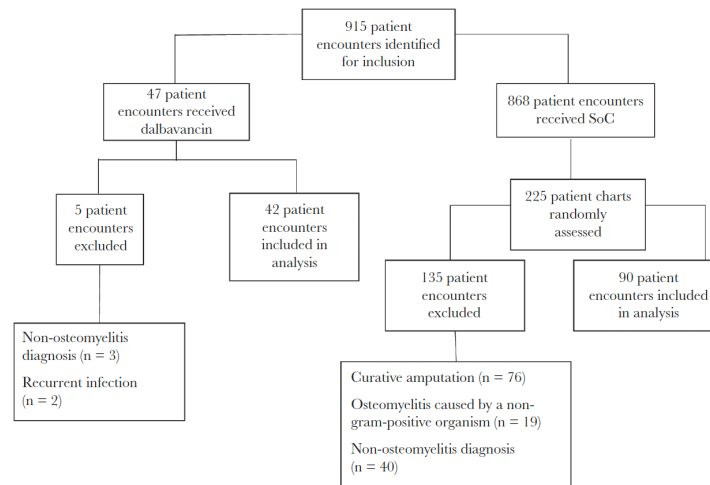 915 patient
encounters identified
for inclusion
47 patient
encounters received
dalbavancin
868 patient encounters
received SoC
5 patient
encounters
excluded
42 patient
encounters
included in
analysis
225 patient charts
randomly
assessed
135 patient
encounters
excluded
90 patient
encounters included
in analysis
Non-osteomyelitis
diagnosis (n = 3)
Recurrent infection
(n = 2)
Curative amputation (n = 76)
Osteomyelitis caused by a non-
gram-positive organism (n = 19)
Non-osteomyelitis diagnosis
(n = 40)